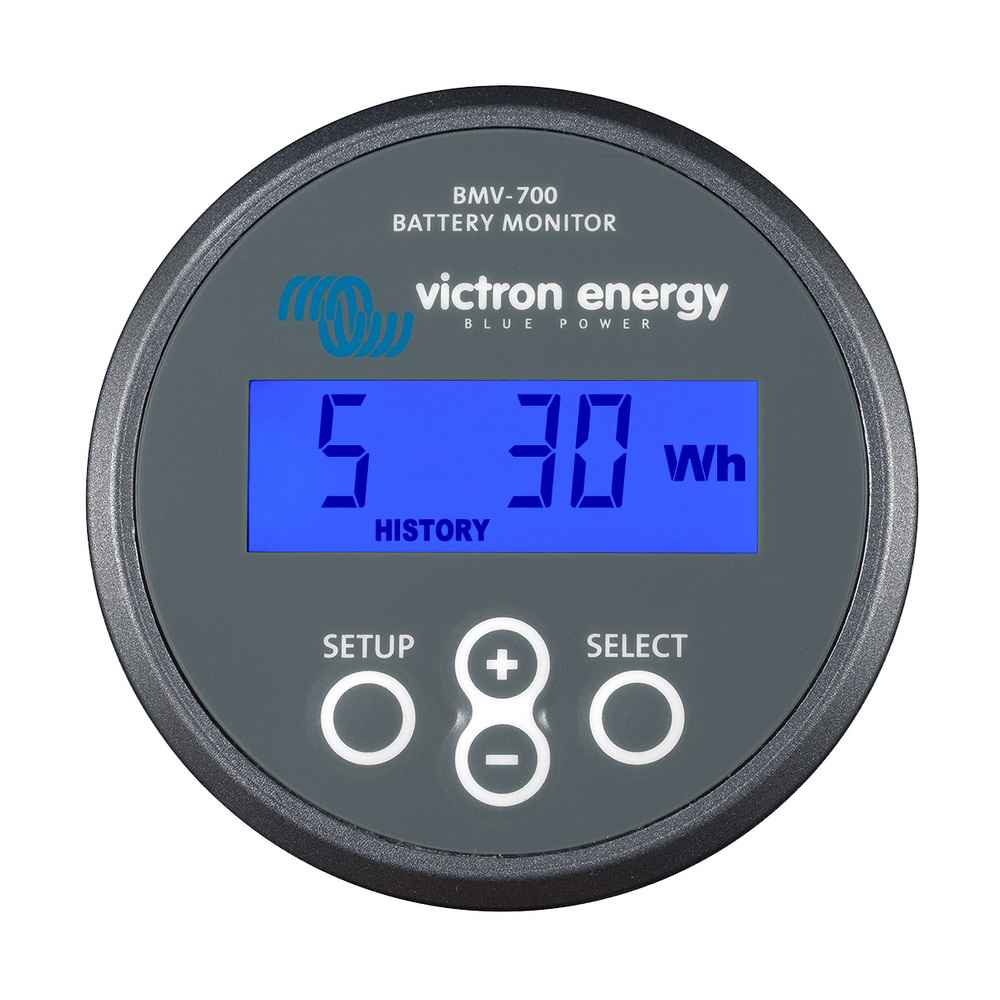 BMV-700
BATTERY MONITOR
victron energy
BLUE POWER
5 30 Wh
HISTORY
SETUP + SELECT
-